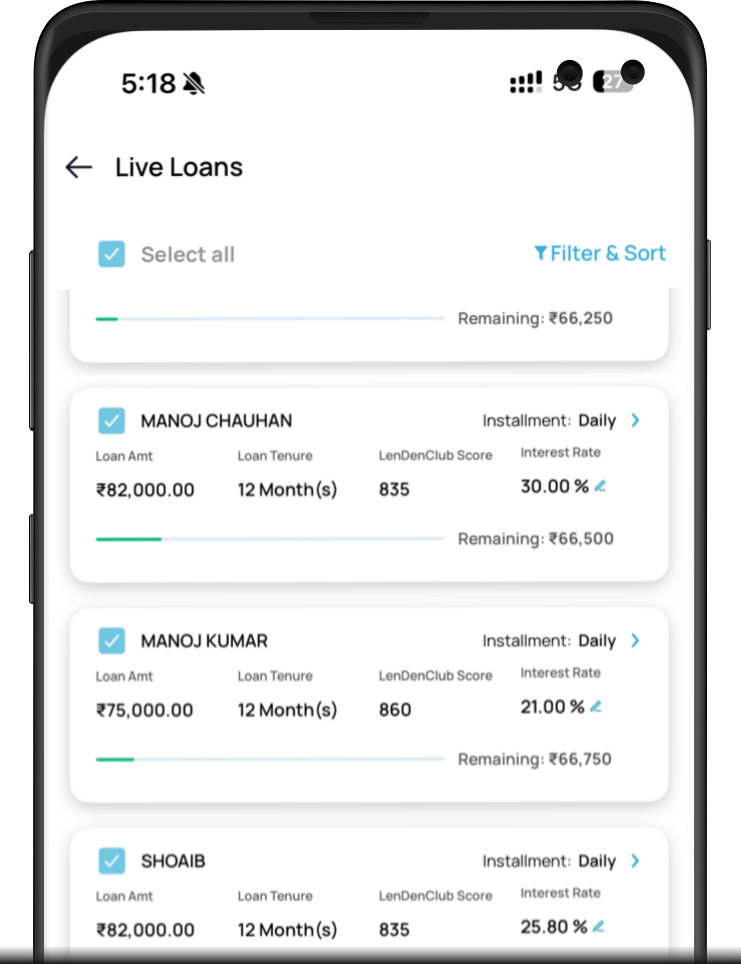 5:18
27
Live Loans
Select all
Filter & Sort
Remaining: ₹66,250
MANOJ CHAUHAN Installment: Daily
Loan Amt Loan Tenure LenDenClub Score Interest Rate
₹82,000.00 12 Month(s) 835 30.00 %
Remaining: ₹66,500
MANOJ KUMAR Installment: Daily
Loan Amt Loan Tenure LenDenClub Score Interest Rate
₹75,000.00 12 Month(s) 860 21.00 %
Remaining: ₹66,750
SHOAIB Installment: Daily
Loan Amt Loan Tenure LenDenClub Score Interest Rate
₹82,000.00 12 Month(s) 835 25.80 %